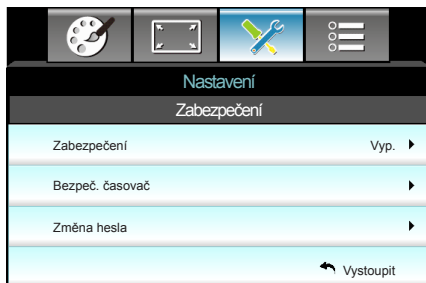 Nastavení
Zabezpečení
Zabezpečení Vyp.
Bezpeč. časovač
Změna hesla
Vystoupit